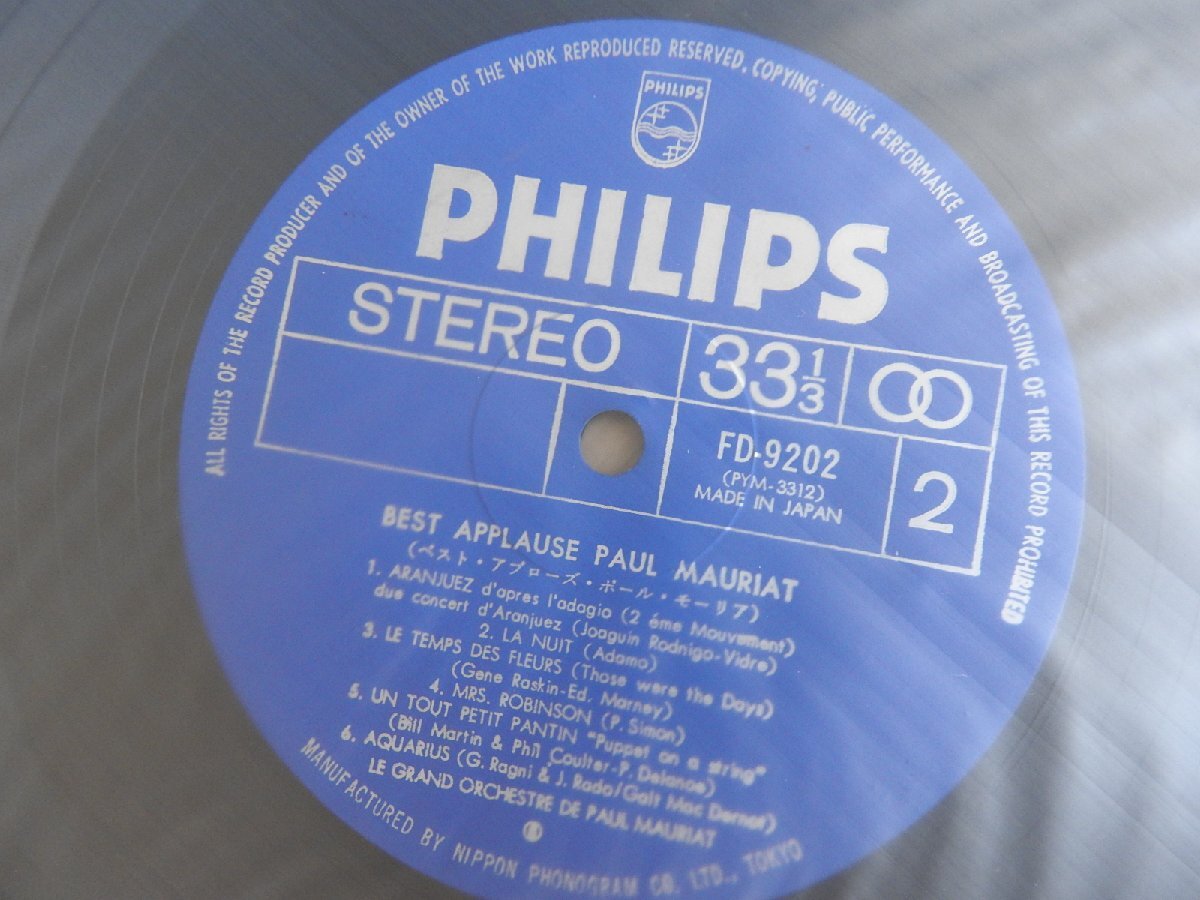 ALL RIGHTS OF THE RECORD PRODUCER AND OF THE OWNER OF THE WORK REPRODUCED RESERVED. COPYING, PUBLIC PERFORMANCE AND BROADCASTING OF THIS RECORD PROHIBITED
PHILIPS
PHILIPS
STEREO
33 1/3
FD-9202
(PYM-3312)
MADE IN JAPAN
2
BEST APPLAUSE PAUL MAURIAT
(ベスト・アプローズ・ポール・モーリア)
1. ARANJUEZ d'apres l'adagio (2 éme Mouvement)
due concert d'Aranjuez (Joaguin Rodnigo-Vidre)
2. LA NUIT (Adamo)
3. LE TEMPS DES FLEURS (Those were the Days)
(Gene Raskin-Ed. Marney)
4. MRS. ROBINSON (P. Simon)
5. UN TOUT PETIT PANTIN "Puppet on a string"
(Bill Martin & Phil Coulter-P. Delanoe)
6. AQUARIUS (G. Ragni & J. Rado/Galt Mac Dermot)
LE GRAND ORCHESTRE DE PAUL MAURIAT
MANUFACTURED BY NIPPON PHONOGRAM CO. LTD., TOKYO